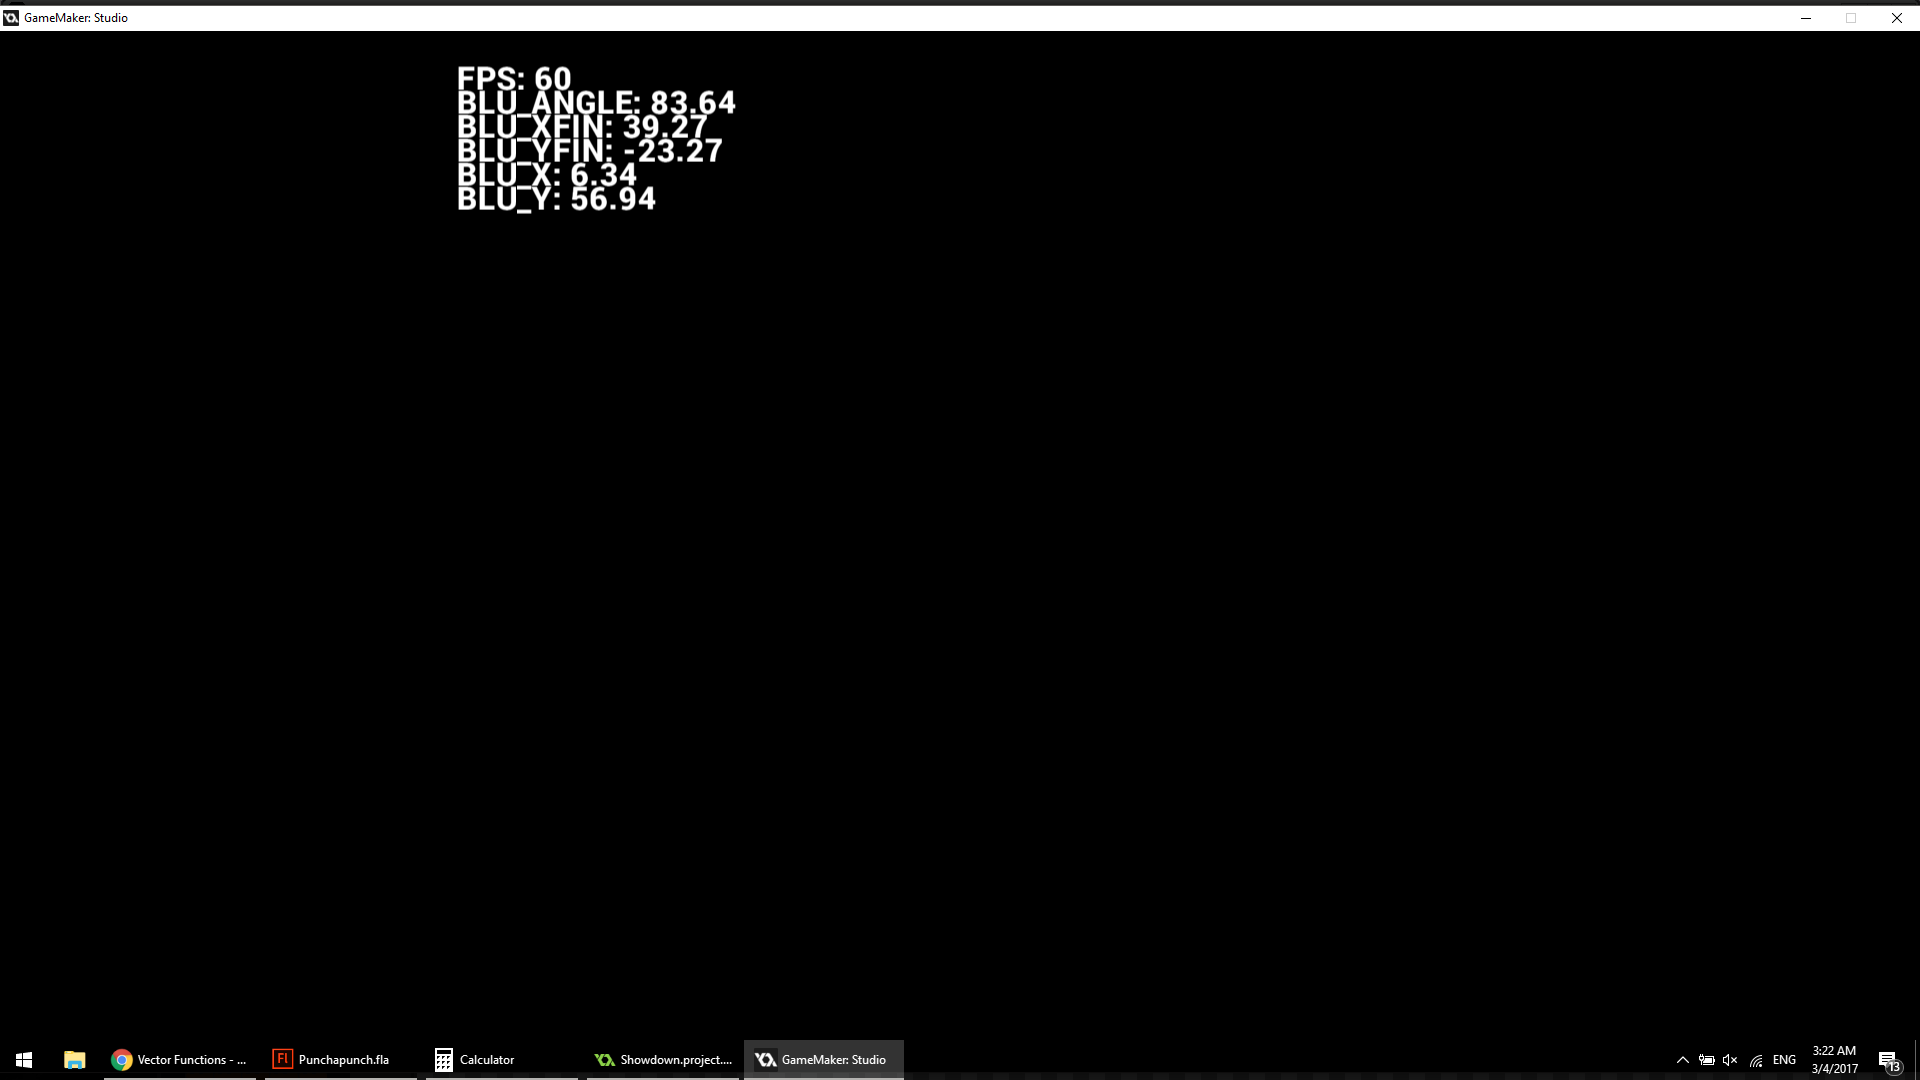 GameMaker: Studio
FPS: 60
BLU_ANGLE: 83.64
BLU_XFIN: 39.27
BLU_YFIN: -23.27
BLU_X: 6.34
BLU_Y: 56.94
Vector Functions - ...
Fl
Punchapunch.fla
Calculator
Showdown.project....
GameMaker: Studio
ENG
3:22 AM
3/4/2017
13